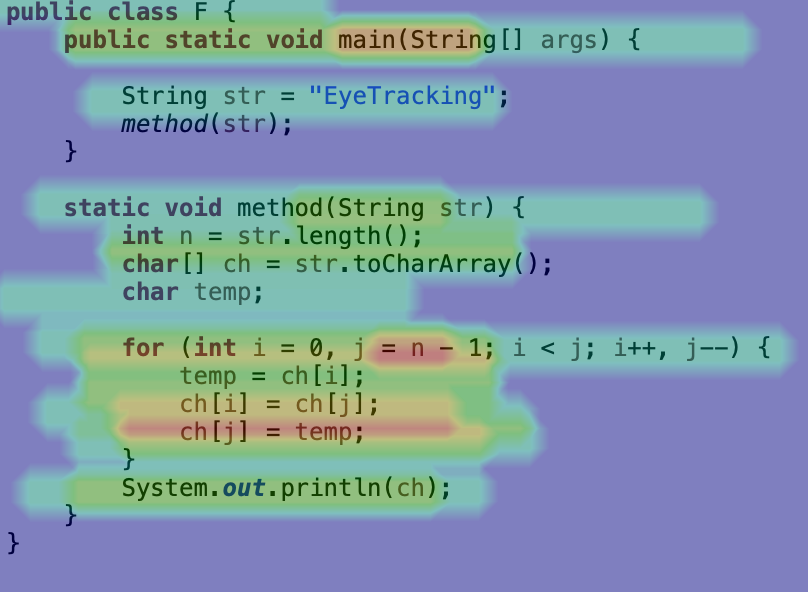 public class F {
    public static void main(String[] args) {
        String str = "EyeTracking";
        method(str);
    }
    static void method(String str) {
        int n = str.length();
        char[] ch = str.toCharArray();
        char temp;
        for (int i = 0, j = n - 1; i < j; i++, j--) {
            temp = ch[i];
            ch[i] = ch[j];
            ch[j] = temp;
        }
        System.out.println(ch);
    }
}